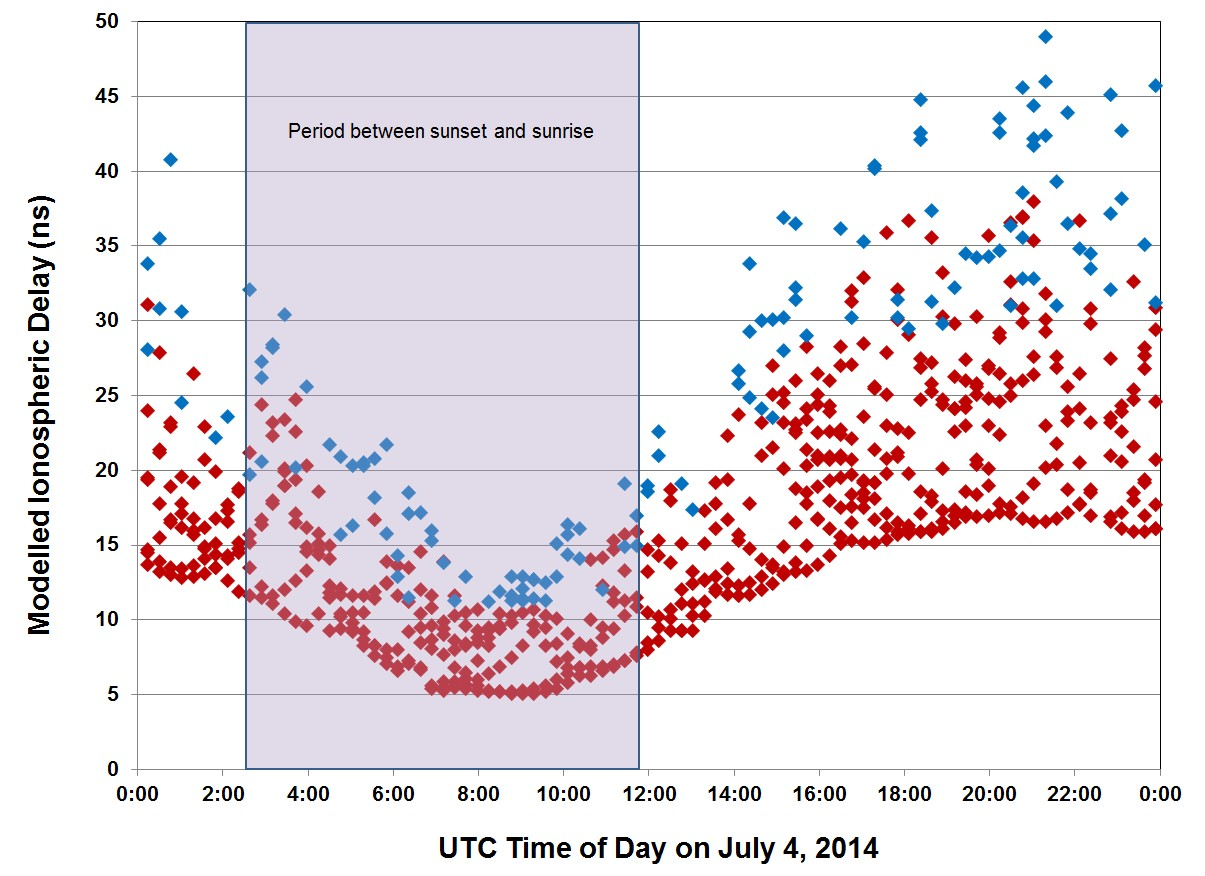 50
45
Period between sunset and sunrise
40
35
30
25
20
15
10
5
0
Modelled Ionospheric Delay (ns)
0:00 2:00 4:00 6:00 8:00 10:00 12:00 14:00 16:00 18:00 20:00 22:00 0:00
UTC Time of Day on July 4, 2014